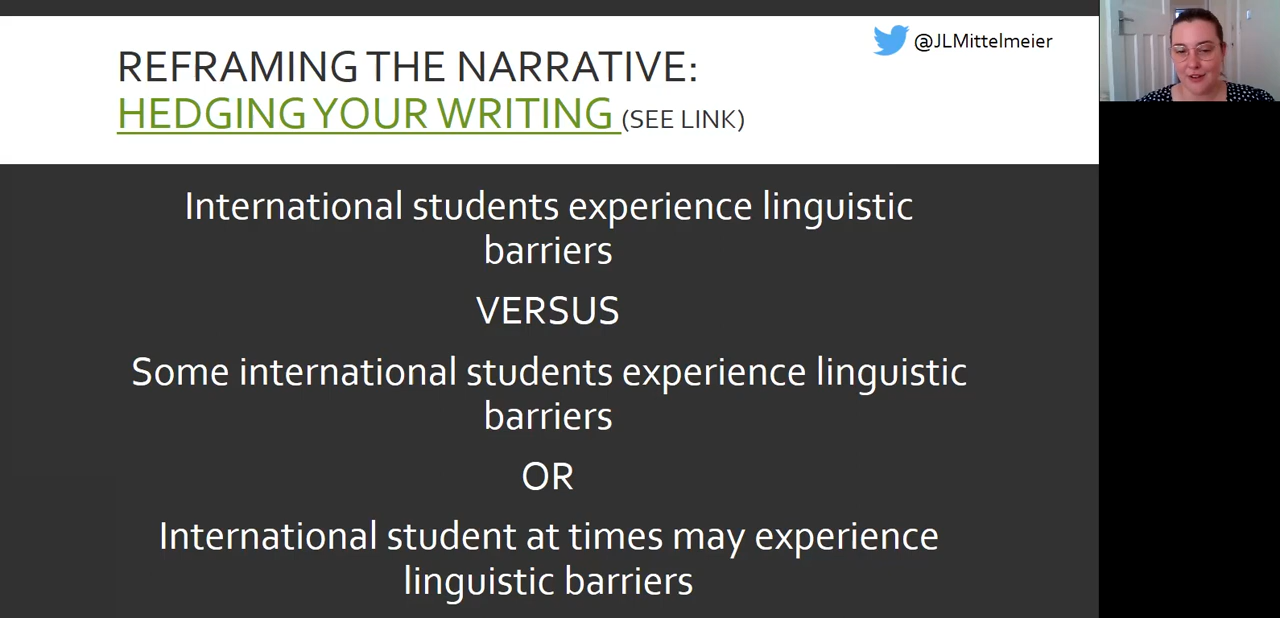 @JLMittelmeier
REFRAMING THE NARRATIVE:
HEDGING YOUR WRITING (SEE LINK)
International students experience linguistic
barriers
VERSUS
Some international students experience linguistic
barriers
OR
International student at times may experience
linguistic barriers